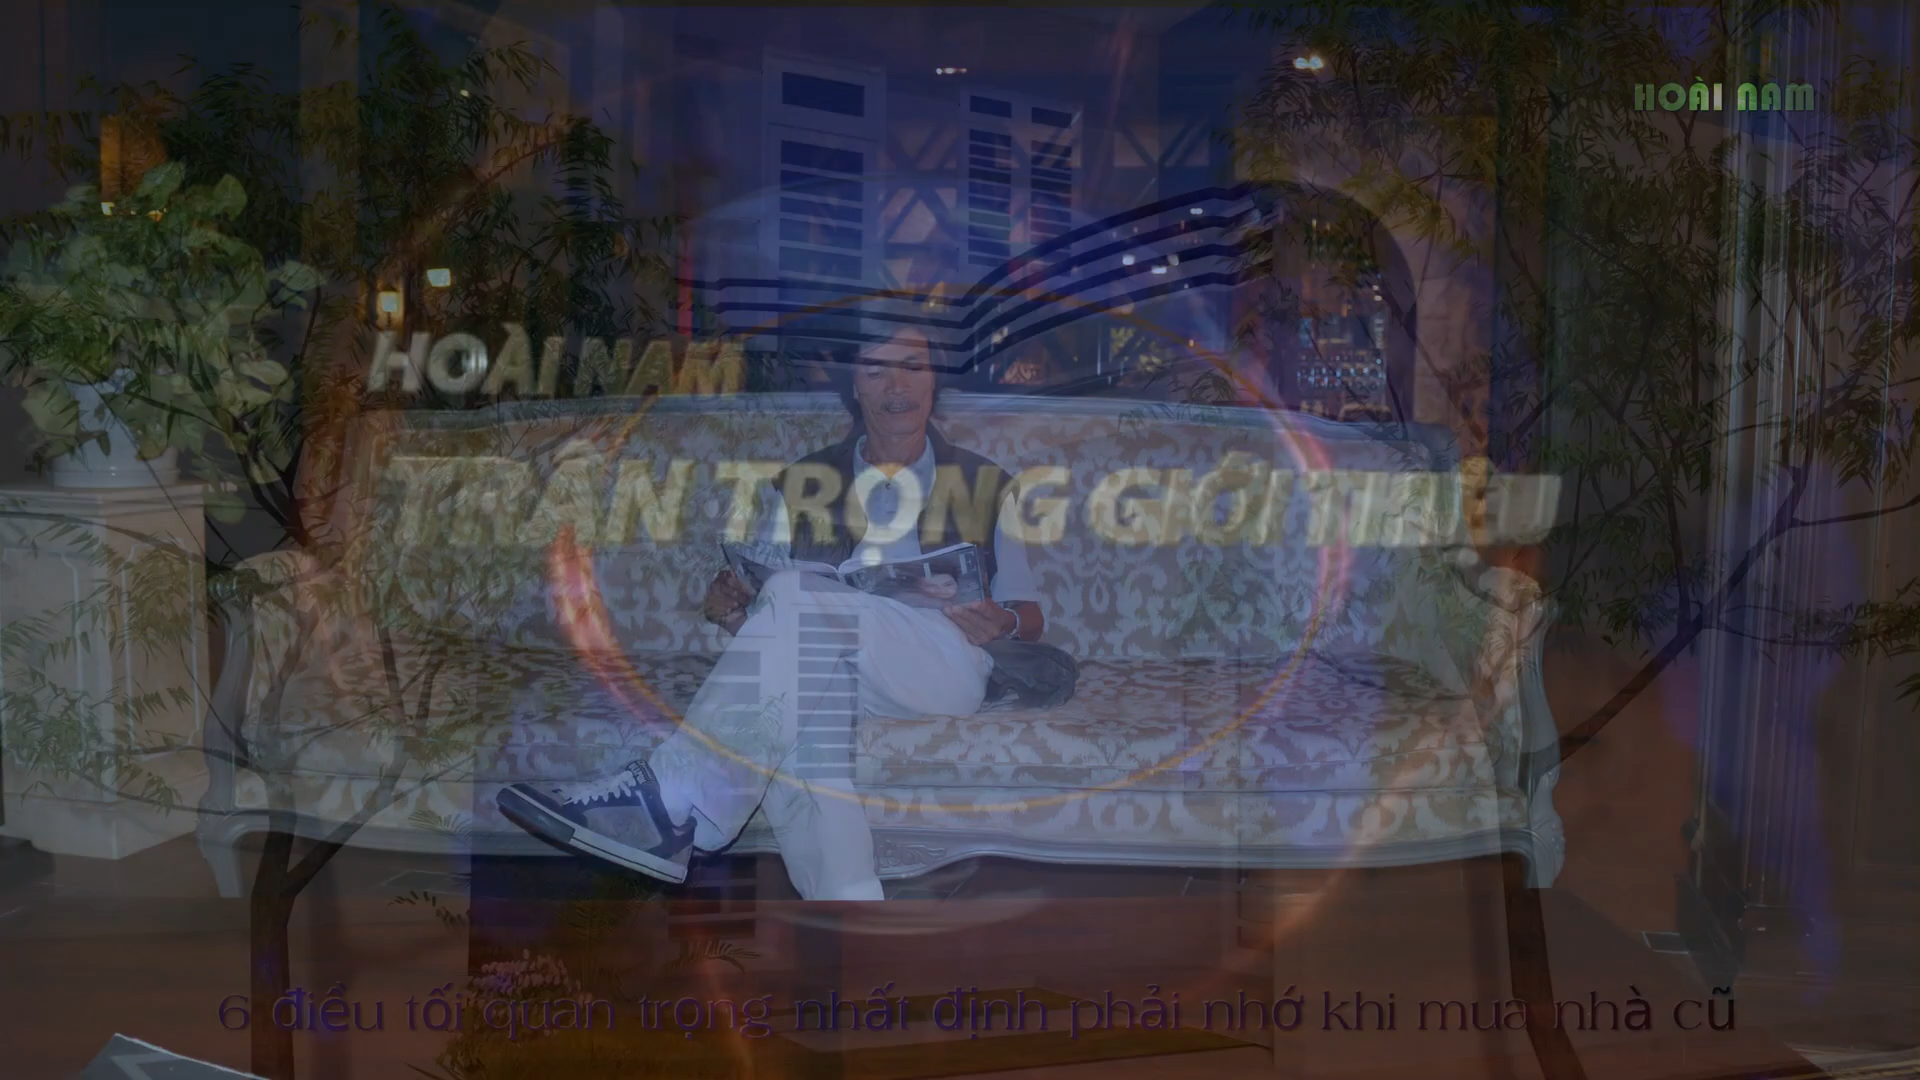 HOÀI NAM
HOÀI NAM
TRÂN TRỌNG GIỚI THIỆU
6 điều tối quan trọng nhất định phải nhớ khi mua nhà cũ